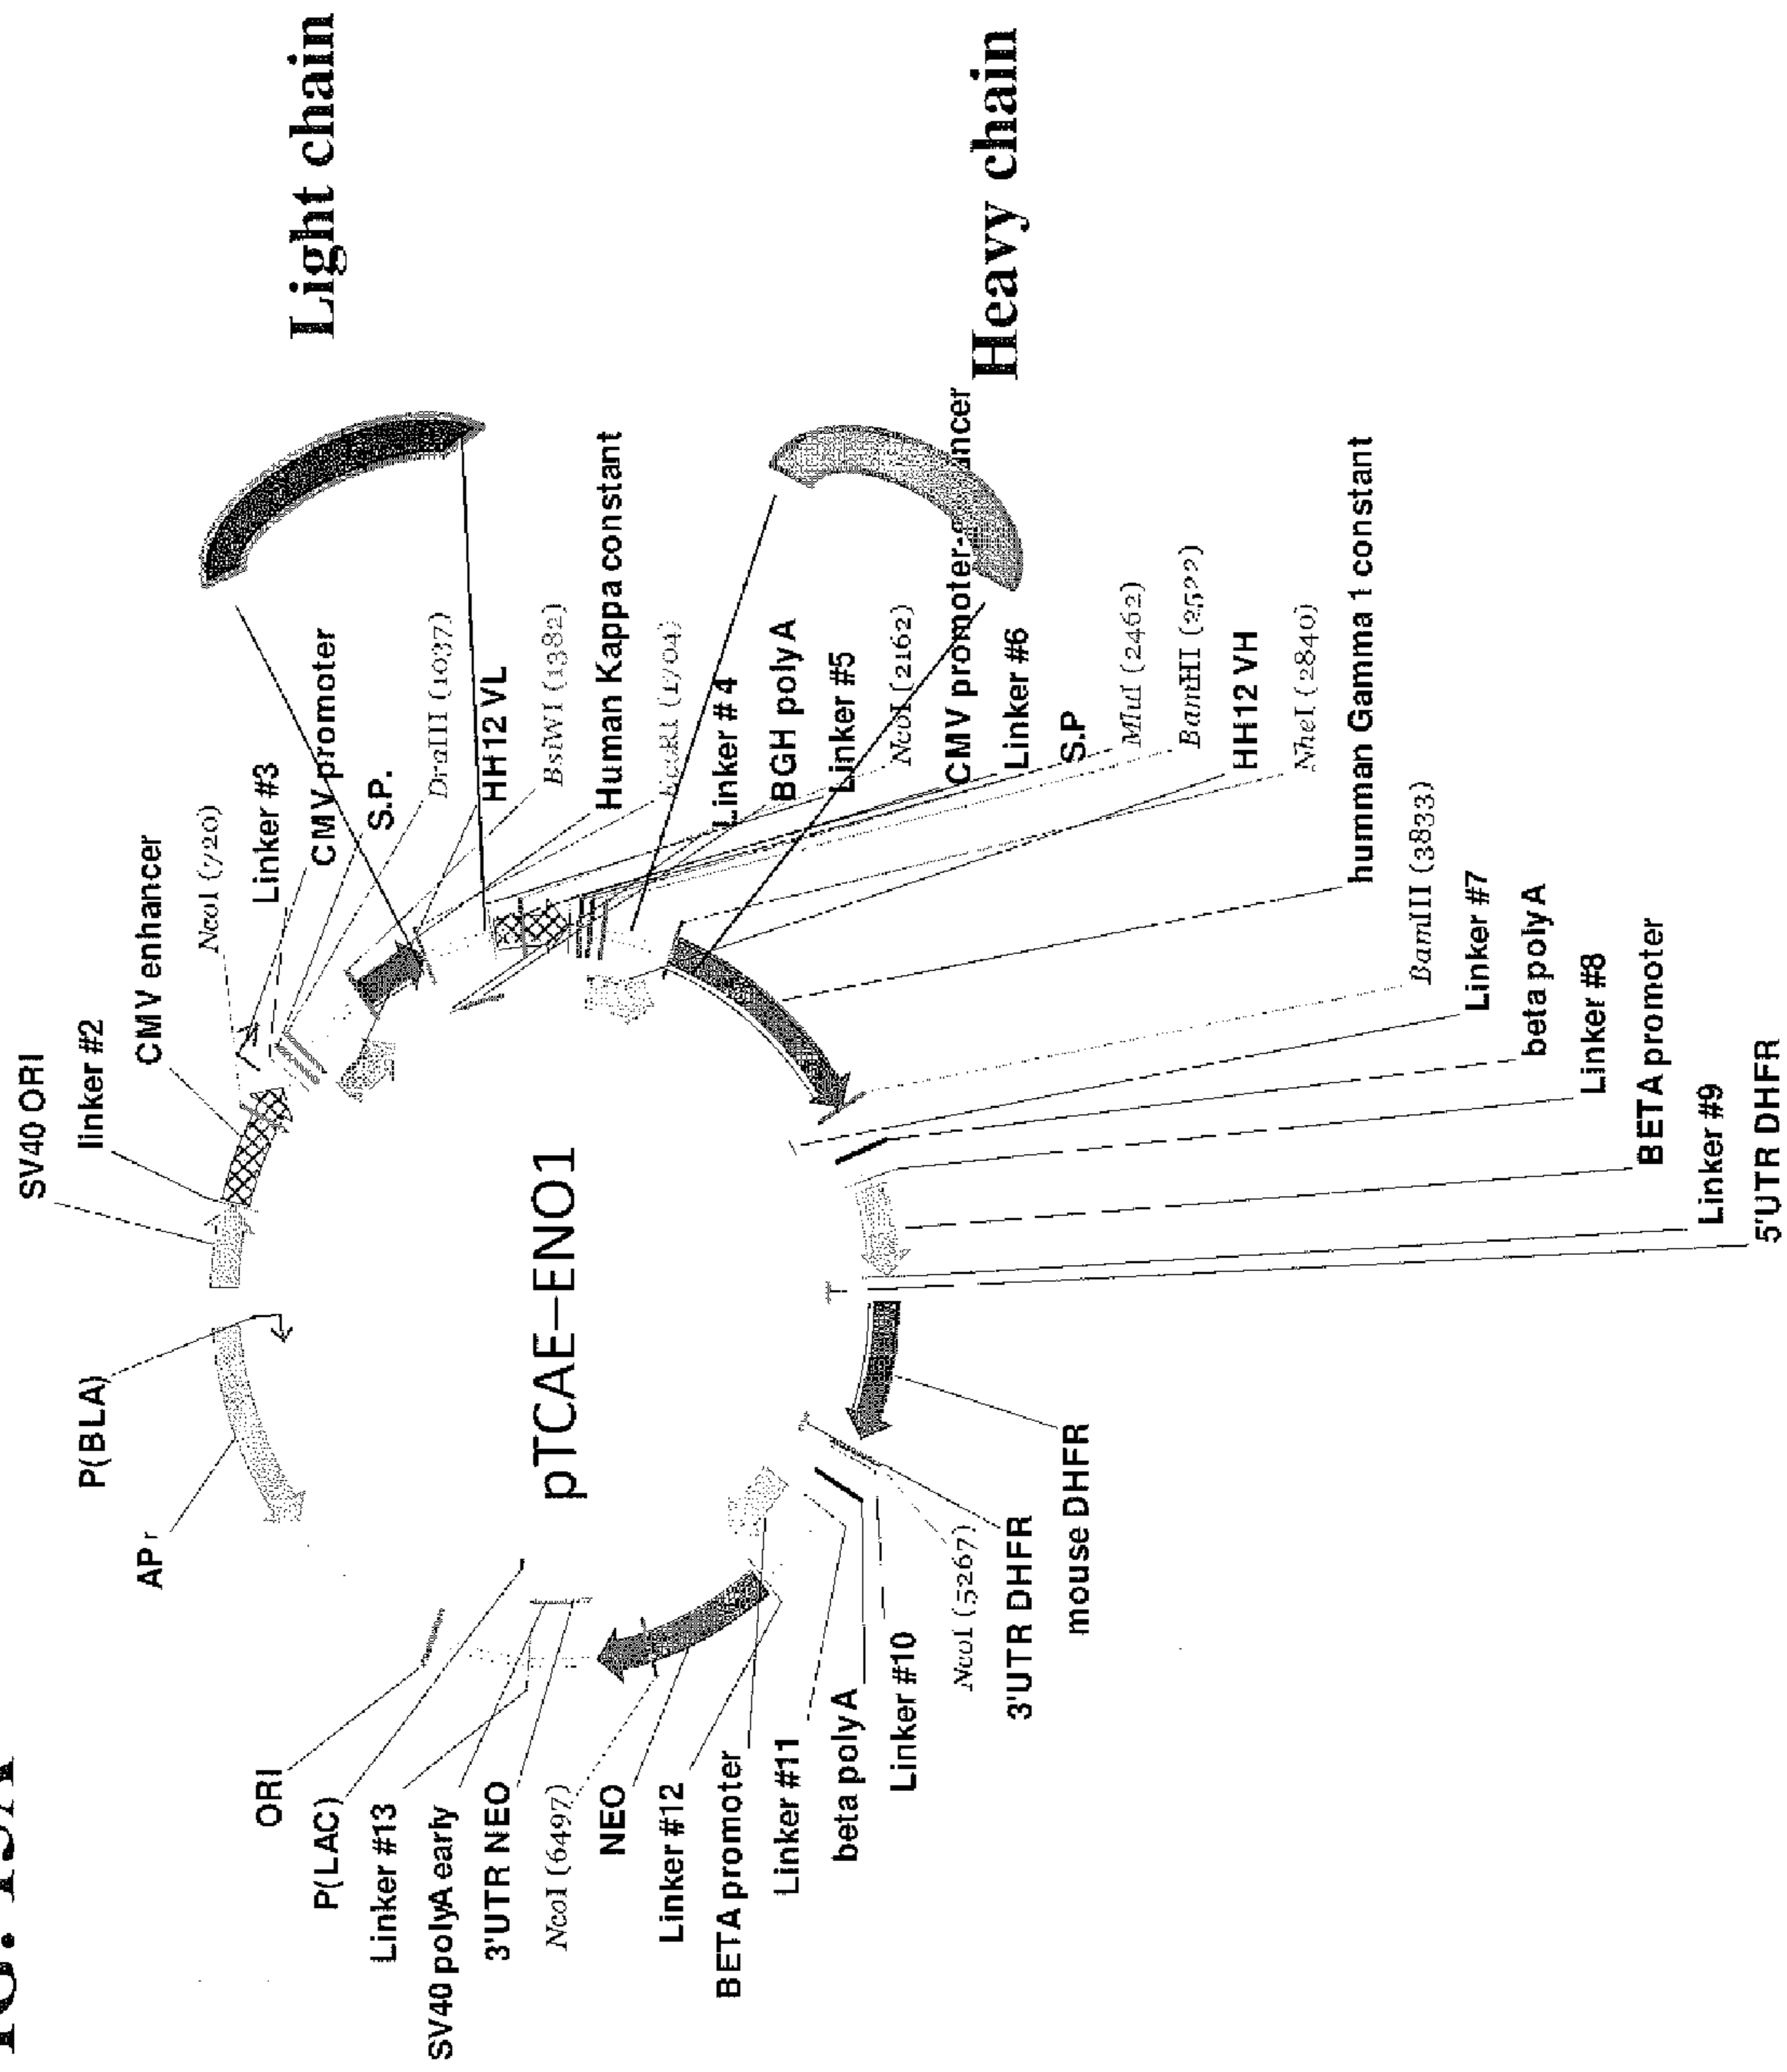 SV40 ORI
linker #2
CMV enhancer
NcoI (720)
Linker #3
CMV promoter
S.P.
DraIII (1037)
HH12 VL
BsiWI (1382)
Human Kappa constant
Linker # 4
BGH poly A
Linker #5
NcoI (2162)
CMV promoter-
Linker #6
S.P
MluI (2462)
BamHI (2522)
HH12 VH
NheI (2840)
humman Gamma 1 constant
BamIII (3833)
Linker #7
beta poly A
Linker #8
BETA promoter
Linker #9
5'UTR DHFR
mouse DHFR
3'UTR DHFR
NcoI (5267)
Linker #10
beta poly A
Linker #11
BETA promoter
Linker #12
NEO
NcoI (6497)
3'UTR NEO
SV40 polyA early
Linker #13
P(LAC)
ORI
AP r
P(BLA)
pTCAE-ENO1
Light chain
Heavy chain